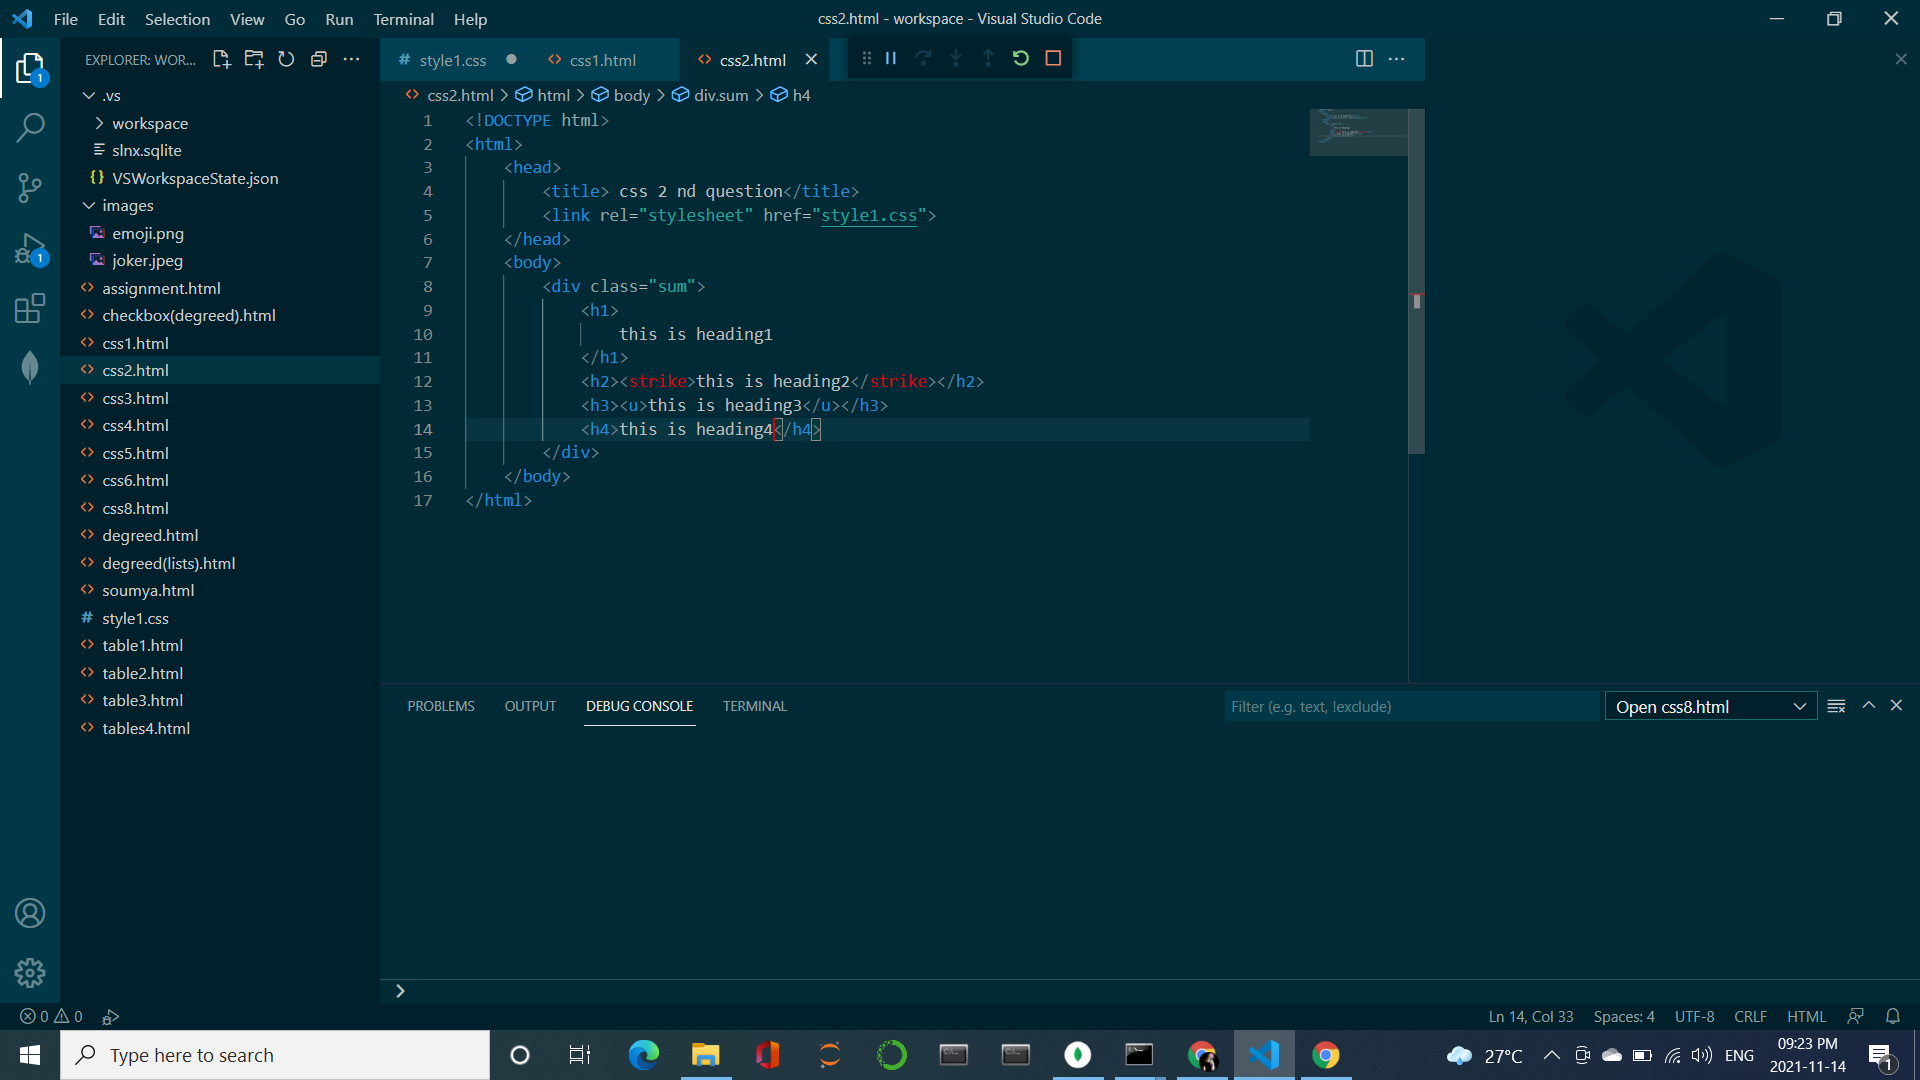 File Edit Selection View Go Run Terminal Help
css2.html - workspace - Visual Studio Code
EXPLORER: WOR...
style1.css
css1.html
css2.html
css2.html > html > body > div.sum > h4
.vs
workspace
slnx.sqlite
VSWorkspaceState.json
images
emoji.png
joker.jpeg
assignment.html
checkbox(degreed).html
css1.html
css2.html
css3.html
css4.html
css5.html
css6.html
css8.html
degreed.html
degreed(lists).html
soumya.html
style1.css
table1.html
table2.html
table3.html
tables4.html
1 <!DOCTYPE html>
2 <html>
3 <head>
4 <title> css 2 nd question</title>
5 <link rel="stylesheet" href="style1.css">
6 </head>
7 <body>
8 <div class="sum">
9 <h1>
10 this is heading1
11 </h1>
12 <h2><strike>this is heading2</strike></h2>
13 <h3><u>this is heading3</u></h3>
14 <h4>this is heading4</h4>
15 </div>
16 </body>
17 </html>
PROBLEMS OUTPUT DEBUG CONSOLE TERMINAL
Filter (e.g. text, !exclude)
Open css8.html
0 0
Ln 14, Col 33 Spaces: 4 UTF-8 CRLF HTML
Type here to search
27°C
ENG
09:23 PM
2021-11-14
1